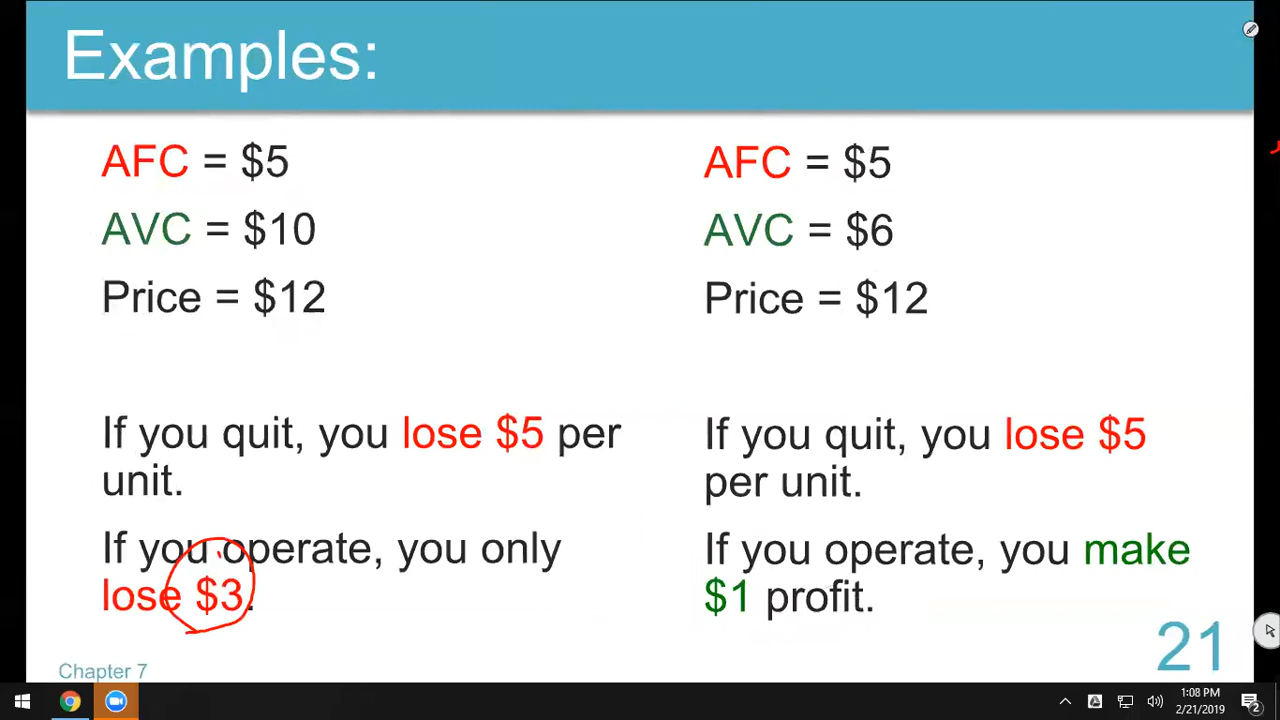 Examples:
AFC = $5
AVC = $10
Price = $12
If you quit, you lose $5 per
unit.
If you operate, you only
lose $3.
AFC = $5
AVC = $6
Price = $12
If you quit, you lose $5
per unit.
If you operate, you make
$1 profit.
Chapter 7
21
1:08 PM
2/21/2019
2